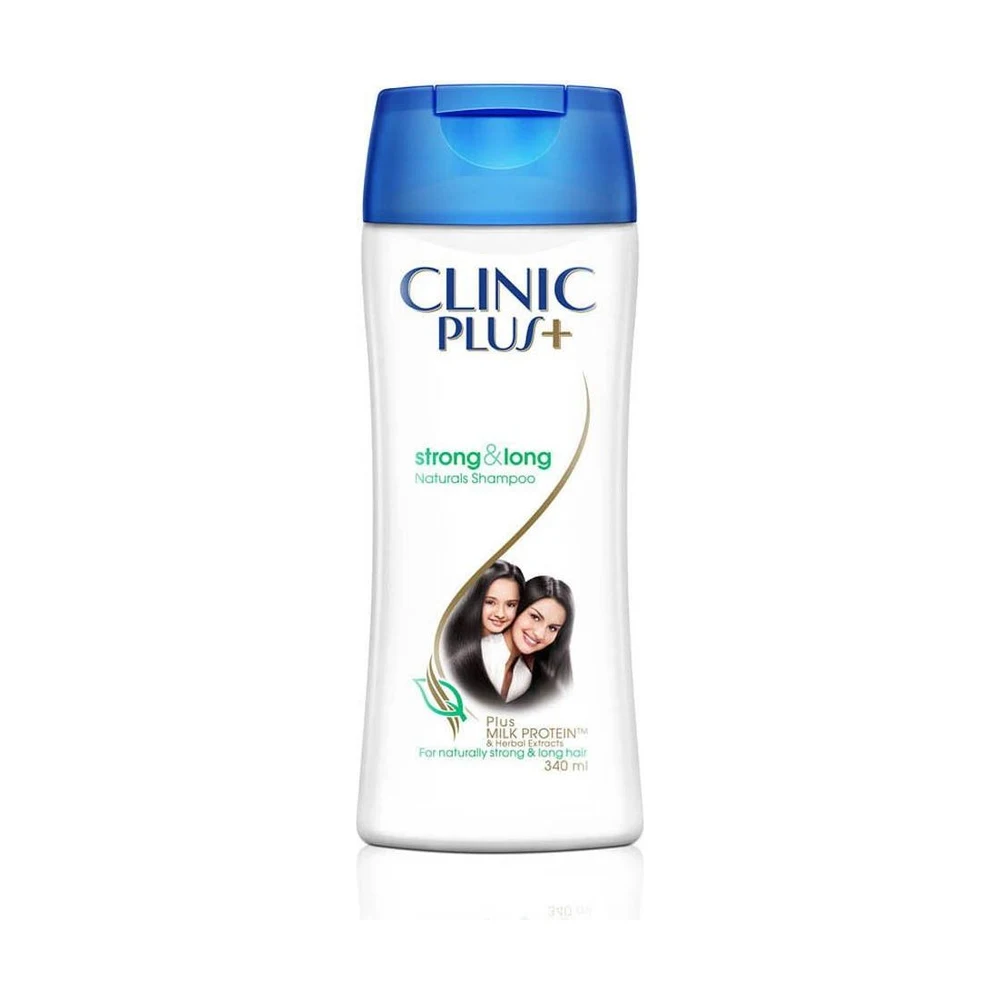 CLINIC
PLUS+
strong&long
Naturals Shampoo
Plus
MILK PROTEIN™
& Herbal Extracts
For naturally strong & long hair
340 ml